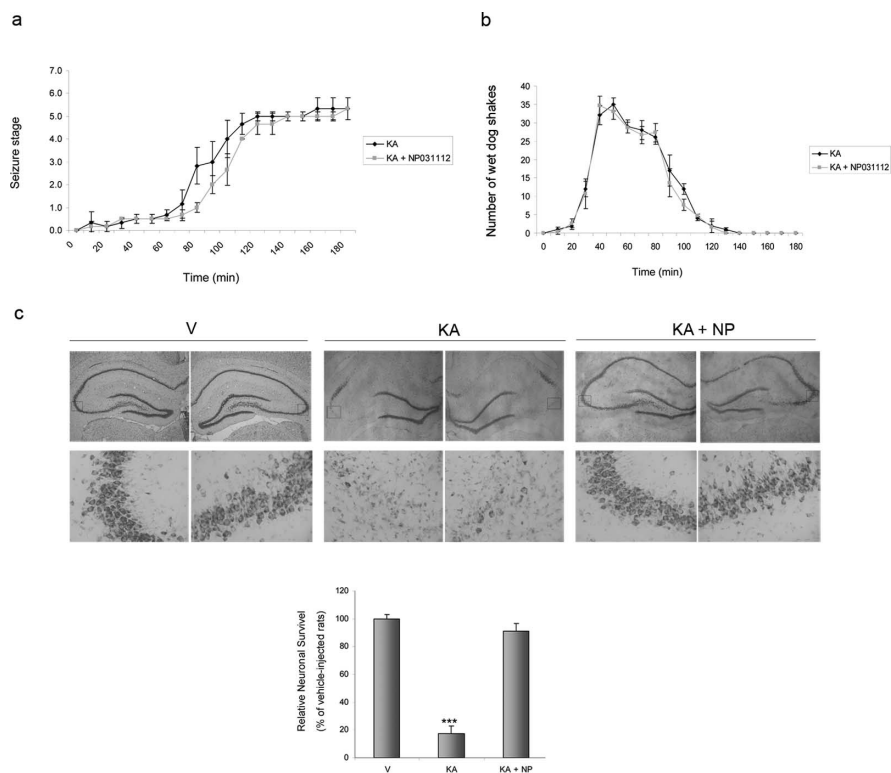 a
7.0
6.0
5.0
4.0
3.0
2.0
1.0
0.0
Seizure stage
0 20 40 60 80 100 120 140 160 180
Time (min)
KA
KA + NP031112
b
40
35
30
25
20
15
10
5
0
Number of wet dog shakes
0 20 40 60 80 100 120 140 160 180
Time (min)
KA
KA + NP031112
c
V
KA
KA + NP
Relative Neuronal Survivel
(% of vehicle-injected rats)
120
100
80
60
40
20
0
***
V KA KA + NP